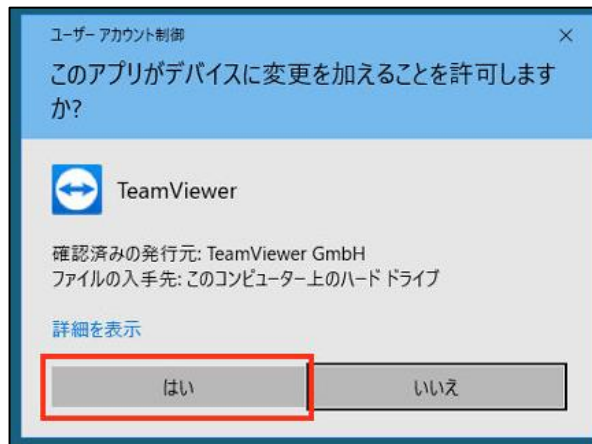 ユーザー アカウント制御
このアプリがデバイスに変更を加えることを許可します
か?
TeamViewer
確認済みの発行元: TeamViewer GmbH
ファイルの入手先: このコンピューター上のハード ドライブ
詳細を表示
はい
いいえ